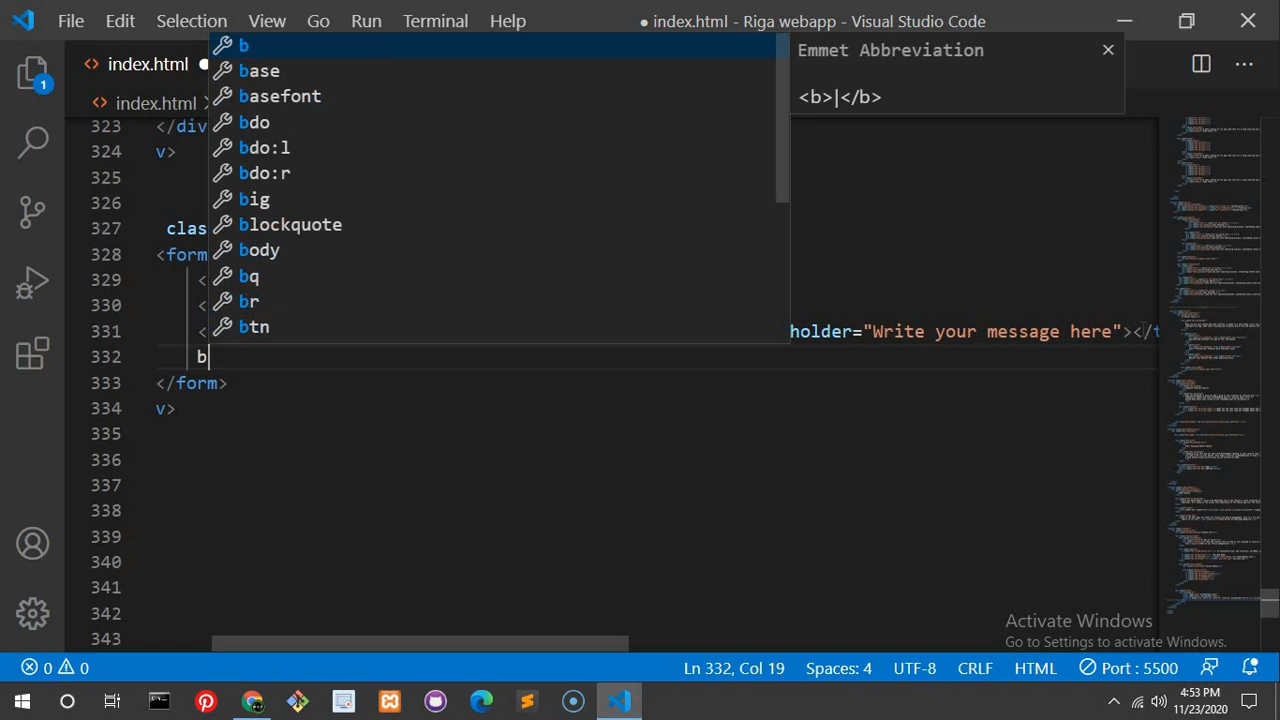 File Edit Selection View Go Run Terminal Help
● index.html - Riga webapp - Visual Studio Code
index.html ●
index.html >
1
b
base
basefont
bdo
bdo:l
bdo:r
big
blockquote
body
bq
br
btn
Emmet Abbreviation
<b>|</b>
323 </div
324 v>
325
326
327 clas
328 <form
329 <
330 <
331 < holder="Write your message here"></t
332 b
333 </form>
334 v>
335
336
337
338
339
340
341
342
343
Activate Windows
Go to Settings to activate Windows.
0 0 Ln 332, Col 19 Spaces: 4 UTF-8 CRLF HTML Port : 5500
4:53 PM
11/23/2020